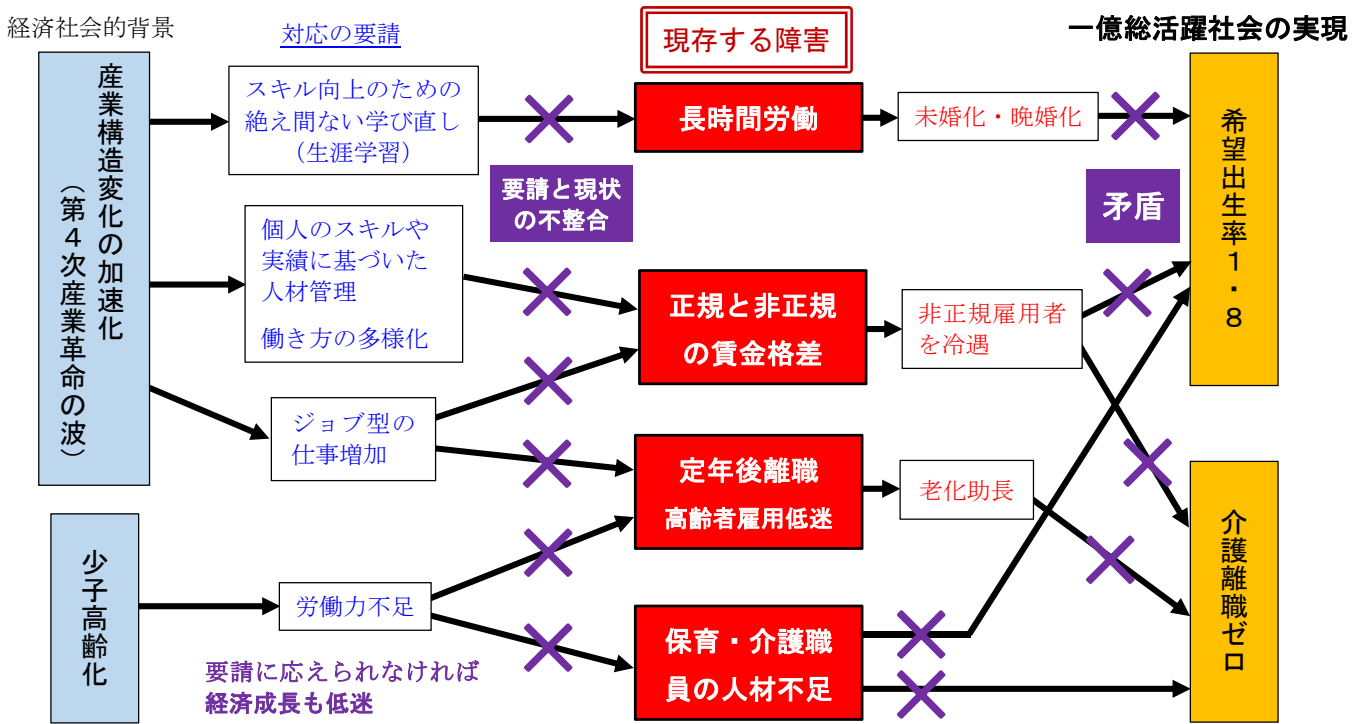 経済社会的背景
対応の要請
現存する障害
一億総活躍社会の実現
産業構造変化の加速化
（第４次産業革命の波）
スキル向上のための
絶え間ない学び直し
（生涯学習）
長時間労働
未婚化・晩婚化
希望出生率１・８
要請と現状
の不整合
矛盾
個人のスキルや
実績に基づいた
人材管理
働き方の多様化
正規と非正規
の賃金格差
非正規雇用者
を冷遇
ジョブ型の
仕事増加
定年後離職
高齢者雇用低迷
老化助長
介護離職ゼロ
少子高齢化
労働力不足
保育・介護職
員の人材不足
要請に応えられなければ
経済成長も低迷